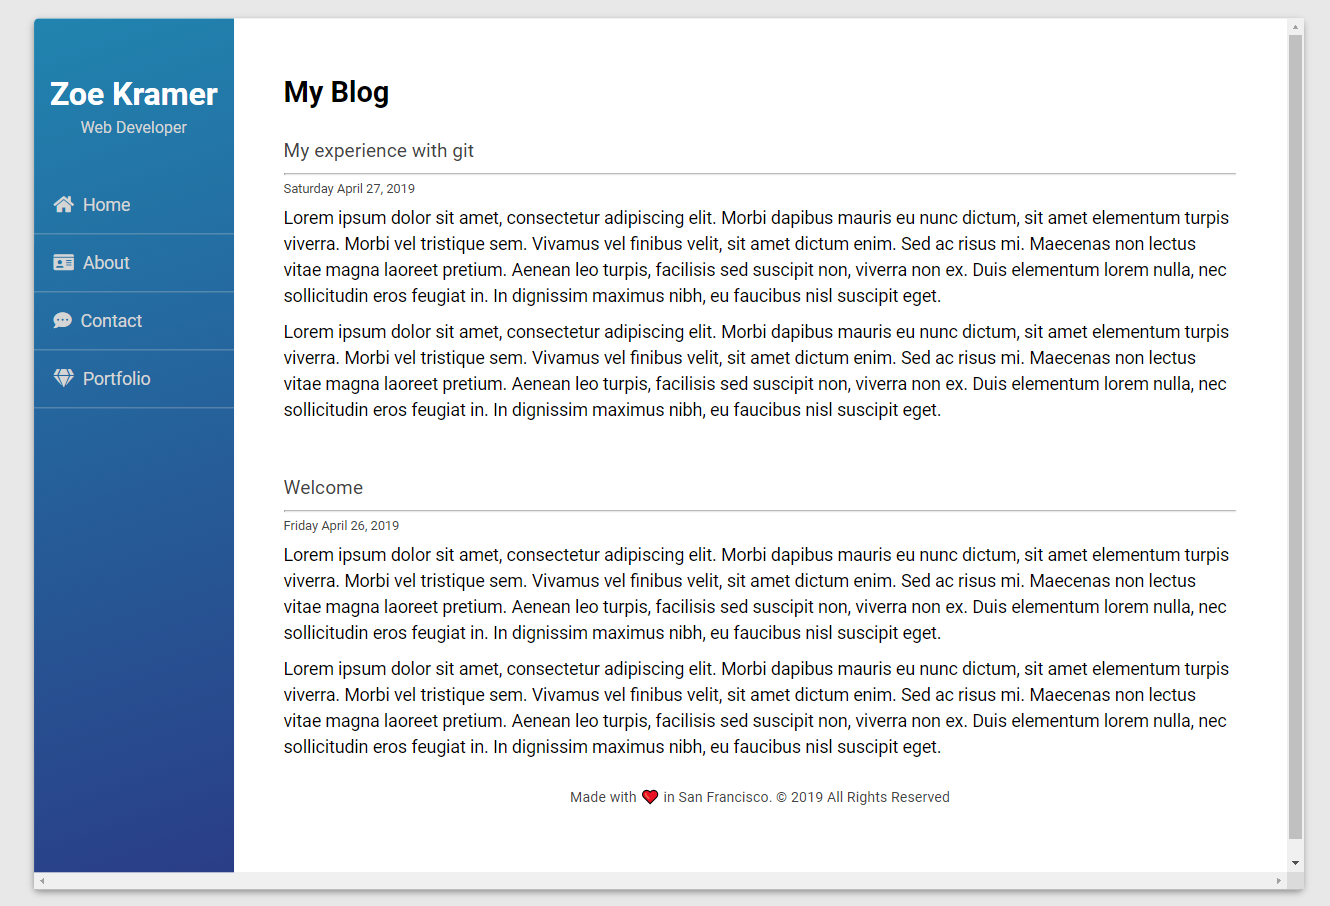 Zoe Kramer
Web Developer
Home
About
Contact
Portfolio
My Blog
My experience with git
Saturday April 27, 2019
Lorem ipsum dolor sit amet, consectetur adipiscing elit. Morbi dapibus mauris eu nunc dictum, sit amet elementum turpis
viverra. Morbi vel tristique sem. Vivamus vel finibus velit, sit amet dictum enim. Sed ac risus mi. Maecenas non lectus
vitae magna laoreet pretium. Aenean leo turpis, facilisis sed suscipit non, viverra non ex. Duis elementum lorem nulla, nec
sollicitudin eros feugiat in. In dignissim maximus nibh, eu faucibus nisl suscipit eget.
Lorem ipsum dolor sit amet, consectetur adipiscing elit. Morbi dapibus mauris eu nunc dictum, sit amet elementum turpis
viverra. Morbi vel tristique sem. Vivamus vel finibus velit, sit amet dictum enim. Sed ac risus mi. Maecenas non lectus
vitae magna laoreet pretium. Aenean leo turpis, facilisis sed suscipit non, viverra non ex. Duis elementum lorem nulla, nec
sollicitudin eros feugiat in. In dignissim maximus nibh, eu faucibus nisl suscipit eget.
Welcome
Friday April 26, 2019
Lorem ipsum dolor sit amet, consectetur adipiscing elit. Morbi dapibus mauris eu nunc dictum, sit amet elementum turpis
viverra. Morbi vel tristique sem. Vivamus vel finibus velit, sit amet dictum enim. Sed ac risus mi. Maecenas non lectus
vitae magna laoreet pretium. Aenean leo turpis, facilisis sed suscipit non, viverra non ex. Duis elementum lorem nulla, nec
sollicitudin eros feugiat in. In dignissim maximus nibh, eu faucibus nisl suscipit eget.
Lorem ipsum dolor sit amet, consectetur adipiscing elit. Morbi dapibus mauris eu nunc dictum, sit amet elementum turpis
viverra. Morbi vel tristique sem. Vivamus vel finibus velit, sit amet dictum enim. Sed ac risus mi. Maecenas non lectus
vitae magna laoreet pretium. Aenean leo turpis, facilisis sed suscipit non, viverra non ex. Duis elementum lorem nulla, nec
sollicitudin eros feugiat in. In dignissim maximus nibh, eu faucibus nisl suscipit eget.
Made with ❤ in San Francisco. © 2019 All Rights Reserved